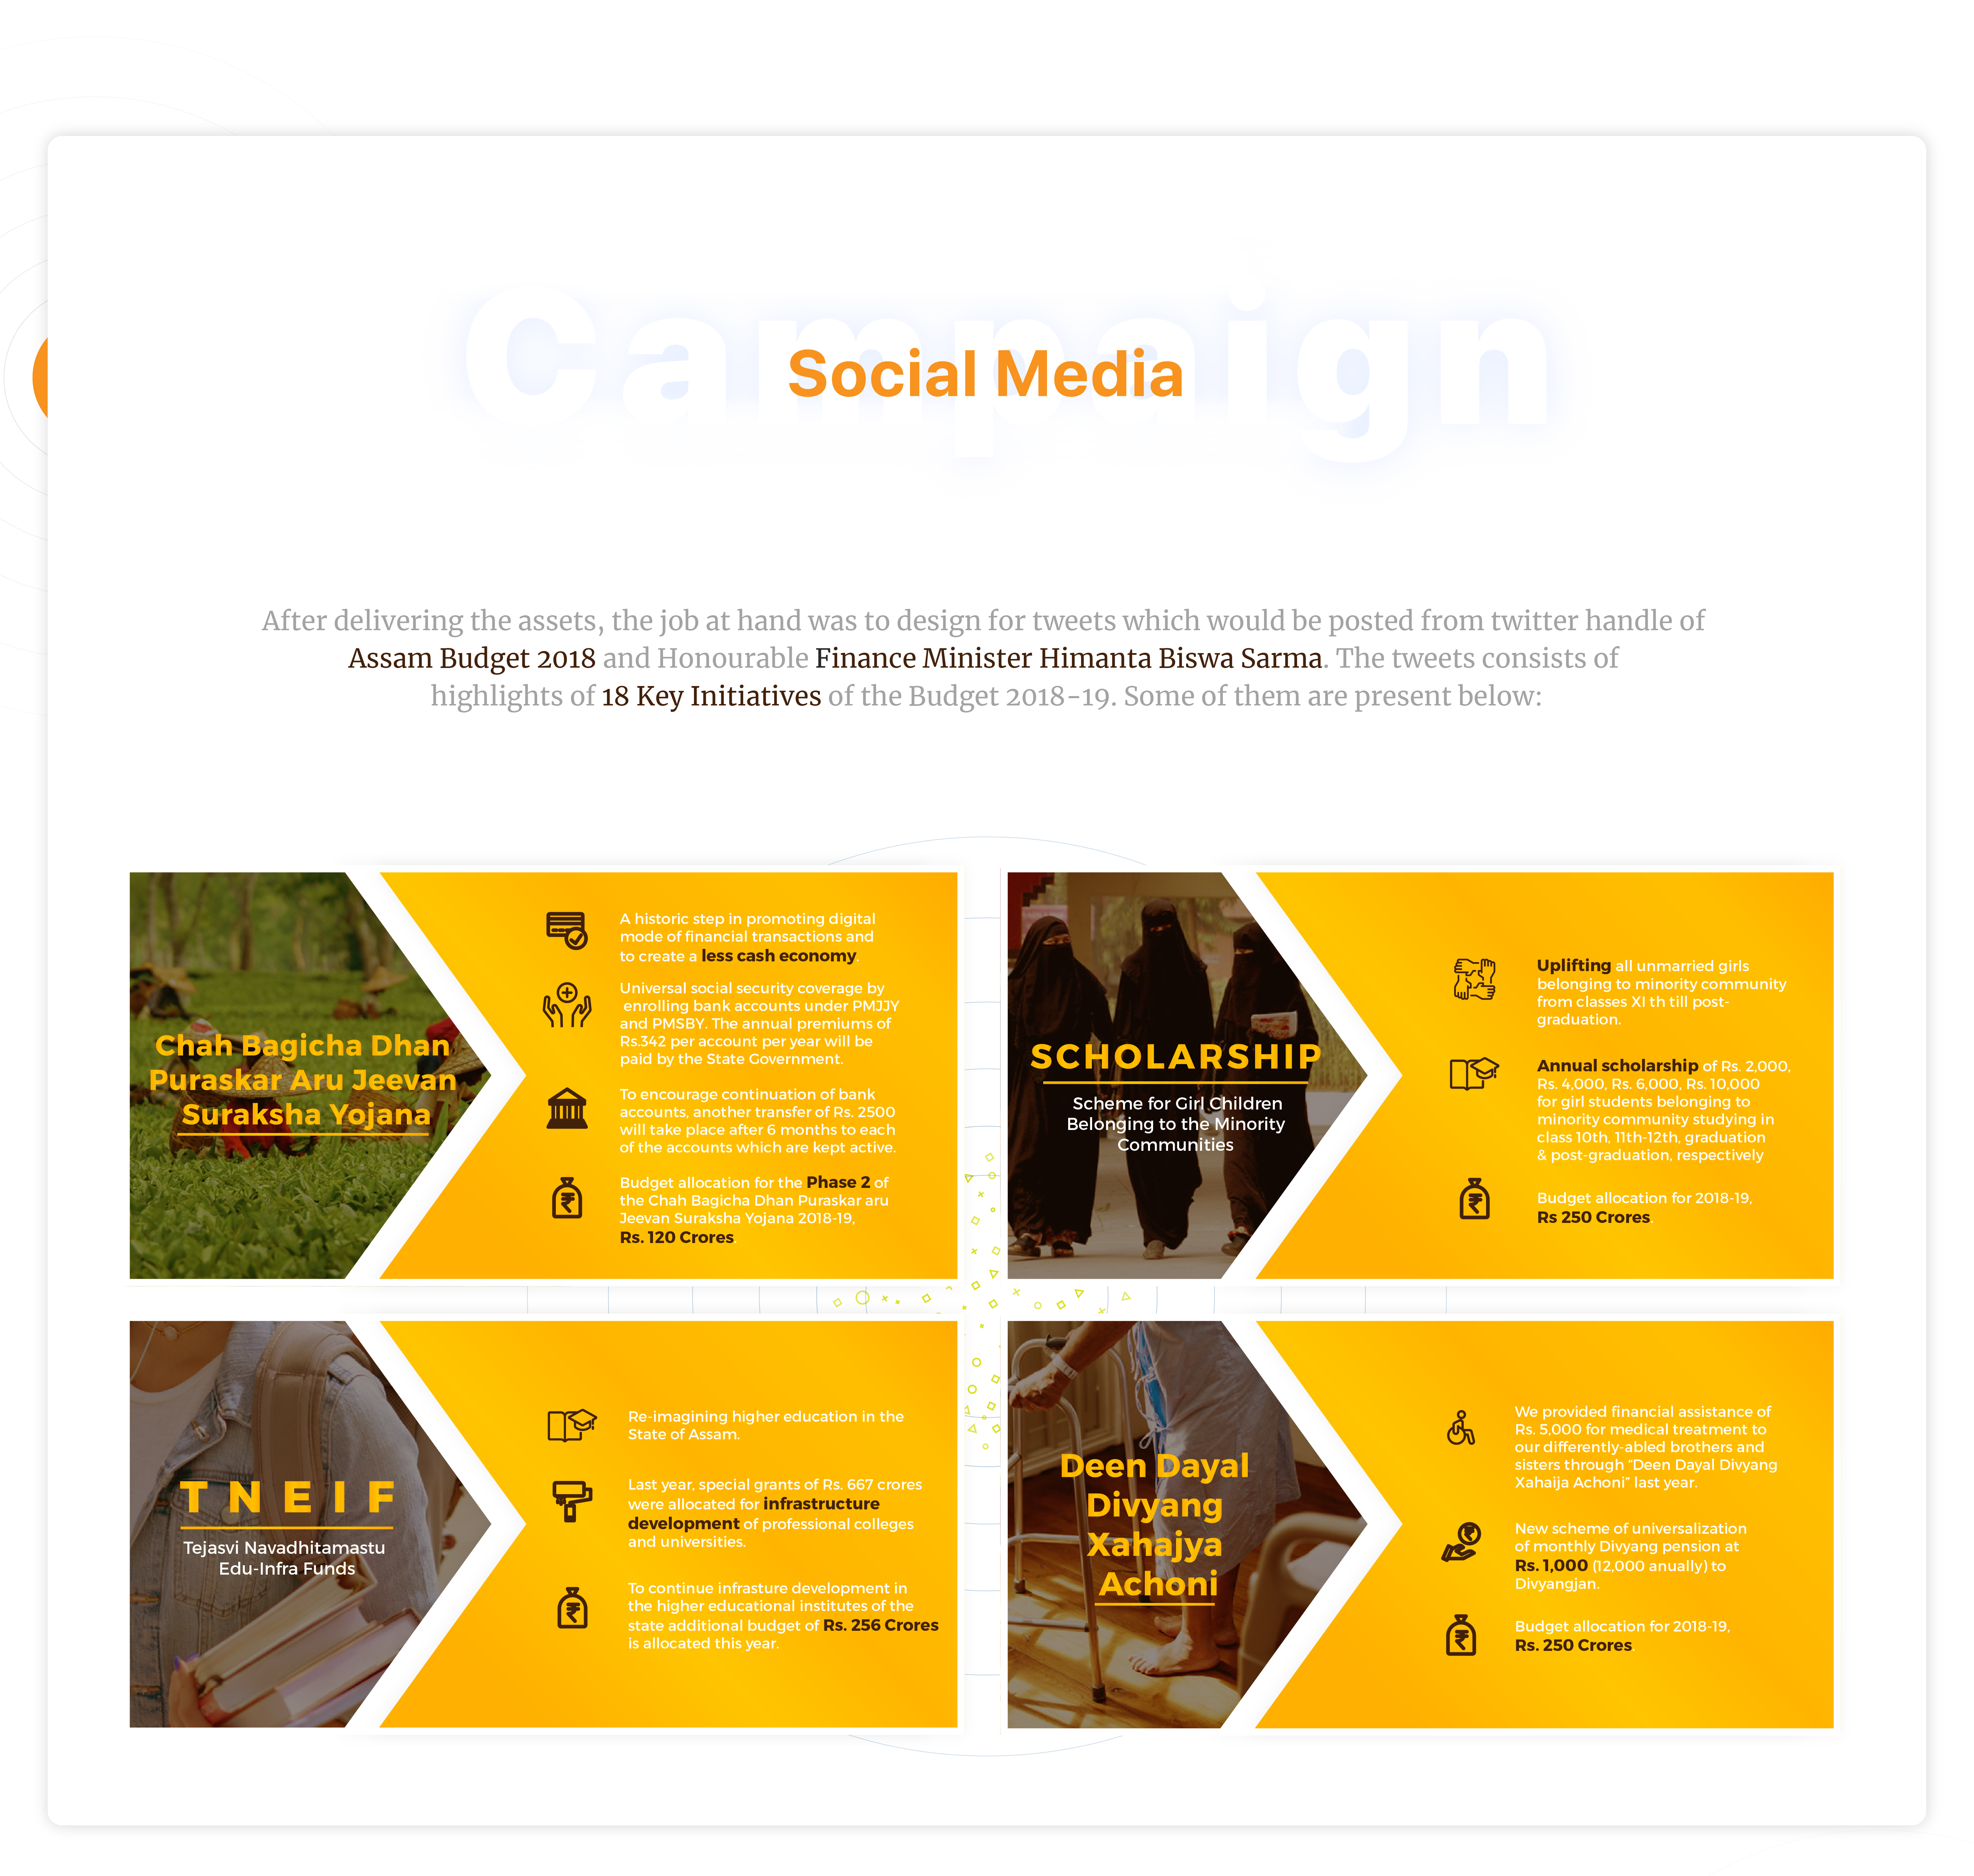 Campaign
Social Media
After delivering the assets, the job at hand was to design for tweets which would be posted from twitter handle of
Assam Budget 2018 and Honourable Finance Minister Himanta Biswa Sarma. The tweets consists of
highlights of 18 Key Initiatives of the Budget 2018-19. Some of them are present below:
Chah Bagicha Dhan
Puraskar Aru Jeevan
Suraksha Yojana
A historic step in promoting digital
mode of financial transactions and
to create a less cash economy.
Universal social security coverage by
enrolling bank accounts under PMJJY
and PMSBY. The annual premiums of
Rs.342 per account per year will be
paid by the State Government.
To encourage continuation of bank
accounts, another transfer of Rs. 2500
will take place after 6 months to each
of the accounts which are kept active.
Budget allocation for the Phase 2 of
the Chah Bagicha Dhan Puraskar aru
Jeevan Suraksha Yojana 2018-19,
Rs. 120 Crores
SCHOLARSHIP
Scheme for Girl Children
Belonging to the Minority
Communities
Uplifting all unmarried girls
belonging to minority community
from classes XI th till post-
graduation.
Annual scholarship of Rs. 2,000,
Rs. 4,000, Rs. 6,000, Rs. 10,000
for girl students belonging to
minority community studying in
class 10th, 11th-12th, graduation
& post-graduation, respectively
Budget allocation for 2018-19,
Rs 250 Crores.
TNEIF
Tejasvi Navadhitamastu
Edu-Infra Funds
Re-imagining higher education in the
State of Assam.
Last year, special grants of Rs. 667 crores
were allocated for infrastructure
development of professional colleges
and universities.
To continue infrasture development in
the higher educational institutes of the
state additional budget of Rs. 256 Crores
is allocated this year.
Deen Dayal
Divyang
Xahajya
Achoni
We provided financial assistance of
Rs. 5,000 for medical treatment to
our differently-abled brothers and
sisters through “Deen Dayal Divyang
Xahaija Achoni” last year.
New scheme of universalization
of monthly Divyang pension at
Rs. 1,000 (12,000 anually) to
Divyangjan.
Budget allocation for 2018-19,
Rs. 250 Crores